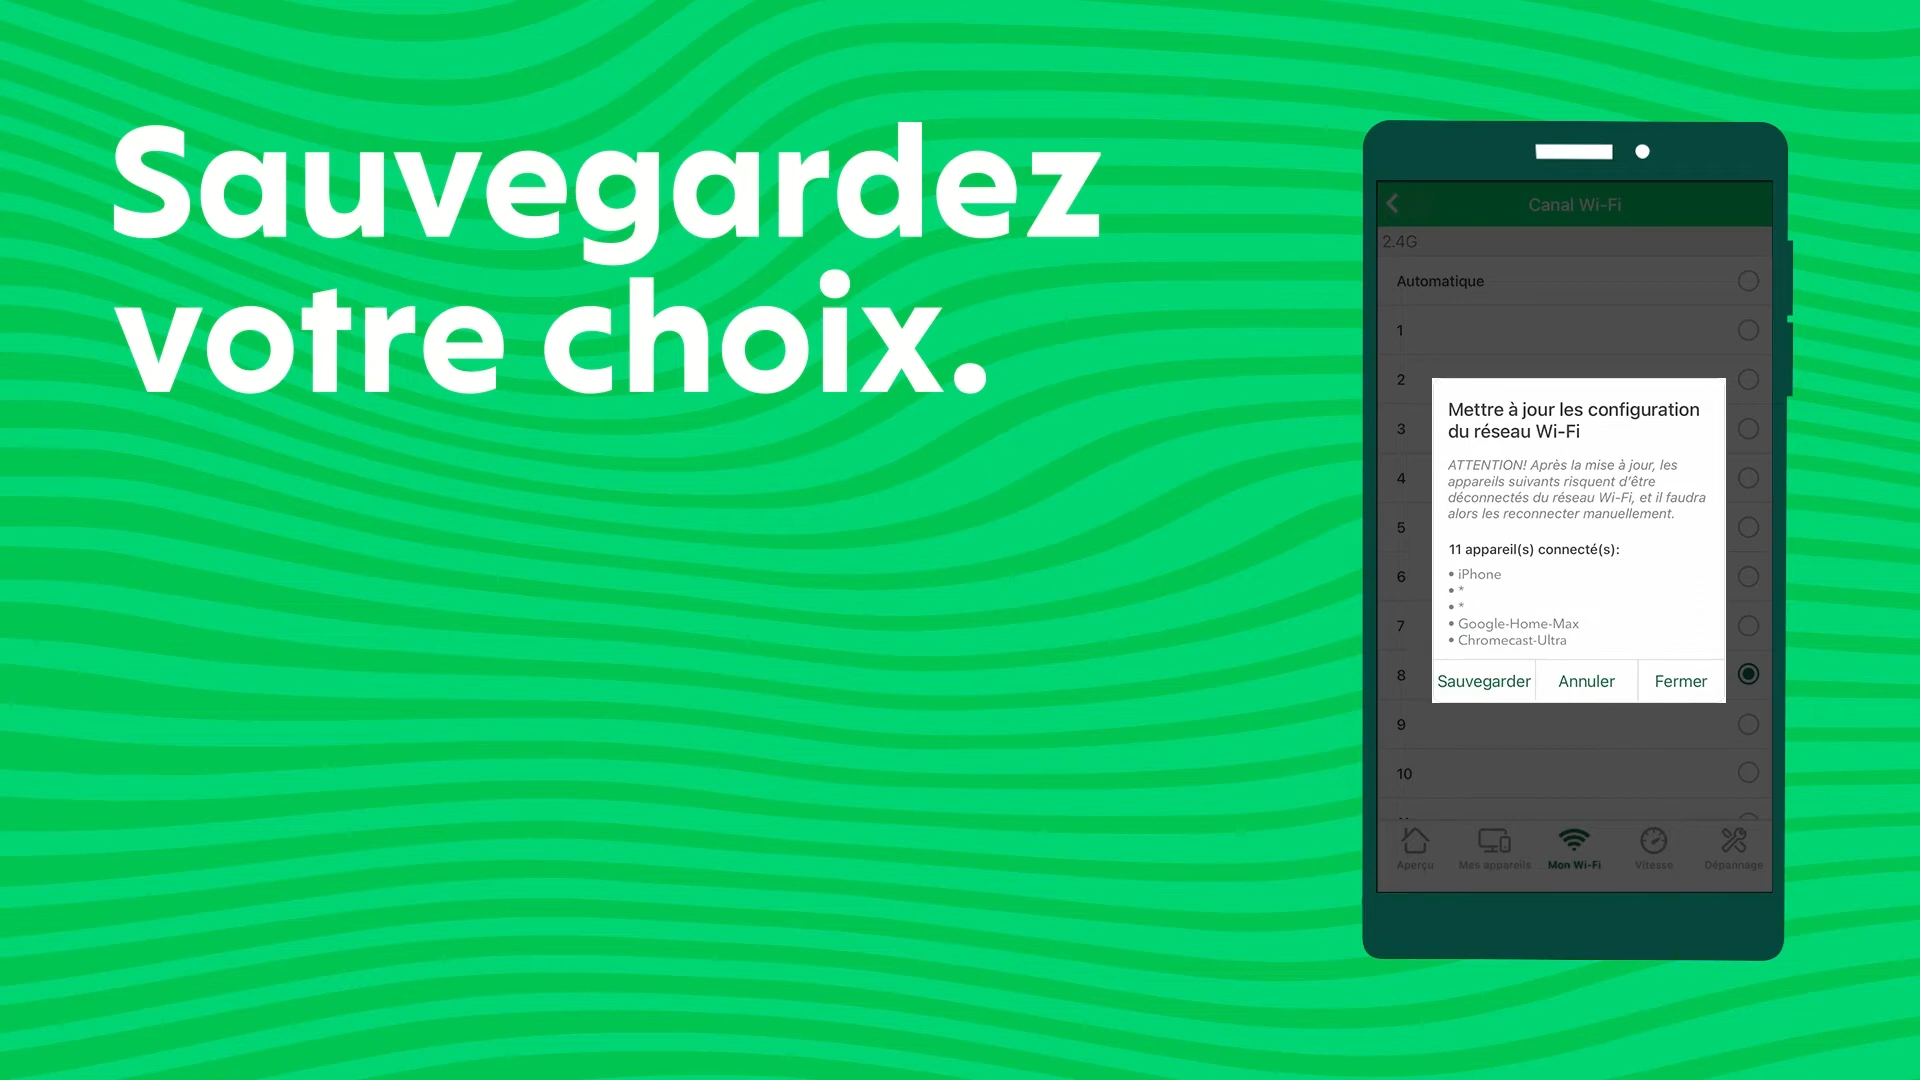 Sauvegardez
votre choix.
Canal Wi-Fi
2.4G
Automatique
1
2
3
4
5
6
7
8
9
10
Mettre à jour les configuration
du réseau Wi-Fi
ATTENTION! Après la mise à jour, les
appareils suivants risquent d'être
déconnectés du réseau Wi-Fi, et il faudra
alors les reconnecter manuellement.
11 appareil(s) connecté(s):
• iPhone
• *
• *
• Google-Home-Max
• Chromecast-Ultra
Sauvegarder Annuler Fermer
Aperçu Mes appareils Mon Wi-Fi Vitesse Dépannage